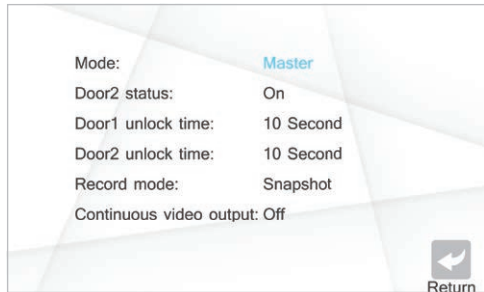 Mode: Master
Door2 status: On
Door1 unlock time: 10 Second
Door2 unlock time: 10 Second
Record mode: Snapshot
Continuous video output: Off
Return